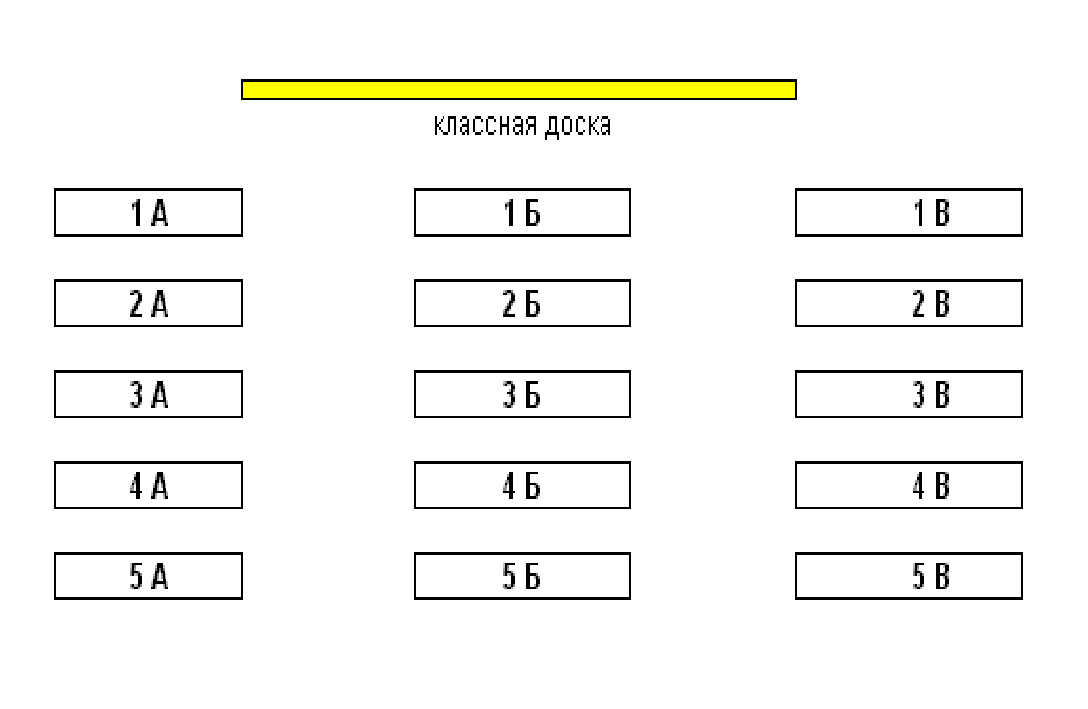 классная доска
1 А 1 Б 1 В
2 А 2 Б 2 В
3 А 3 Б 3 В
4 А 4 Б 4 В
5 А 5 Б 5 В